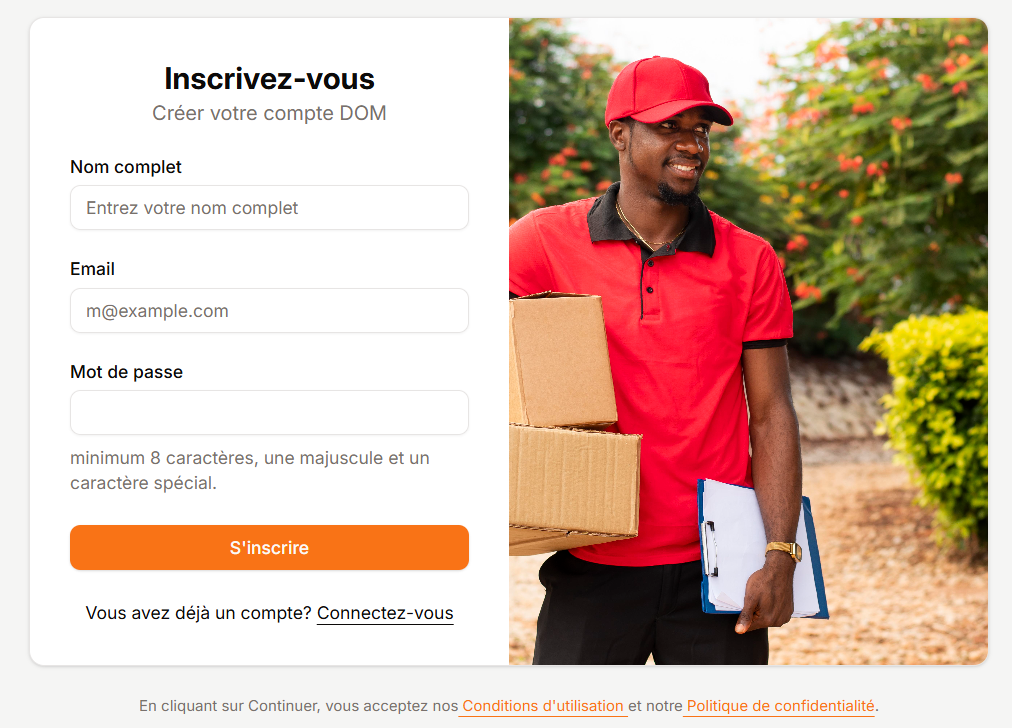 Inscrivez-vous
Créer votre compte DOM
Nom complet
Entrez votre nom complet
Email
m@example.com
Mot de passe
minimum 8 caractères, une majuscule et un
caractère spécial.
S'inscrire
Vous avez déjà un compte? Connectez-vous
En cliquant sur Continuer, vous acceptez nos Conditions d'utilisation et notre Politique de confidentialité.